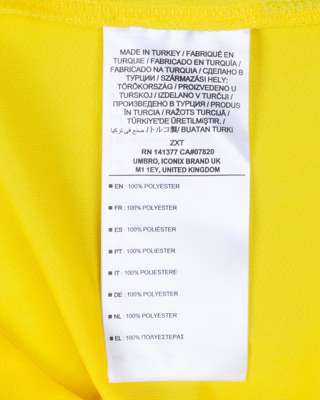 MADE IN TURKEY / FABRIQUÉ EN
TURQUIE/ FABRICADO EN TURQUÍA /
FABRICADO NA TURQUIA / СДЕЛАНО В
ТУРЦИИ / SZÁRMAZÁSI HELY:
TÖRÖKORSZÁG / PROIZVEDENO U
TURSKOJ / IZDELANO V TURČIJI /
ПРОИЗВЕДЕНО В ТУРЦИЯ / PRODUS
ÎN TURCIA / RAŽOTS TURCIJĀ /
TÜRKİYE'DE ÜRETİLMİŞTİR. /
صنع في تركيا / トルコ製 / BUATAN TURKI
ZXT
RN 141377 CA#07820
UMBRO, ICONIX BRAND UK
M1 1EY, UNITED KINGDOM
EN: 100% POLYESTER
FR: 100% POLYESTER
ES: 100% POLIÉSTER
PT: 100% POLIÉSTER
IT: 100% POLIESTERE
DE: 100% POLYESTER
NL: 100% POLYESTER
EL: 100% ΠΟΛΥΕΣΤΕΡΑΣ